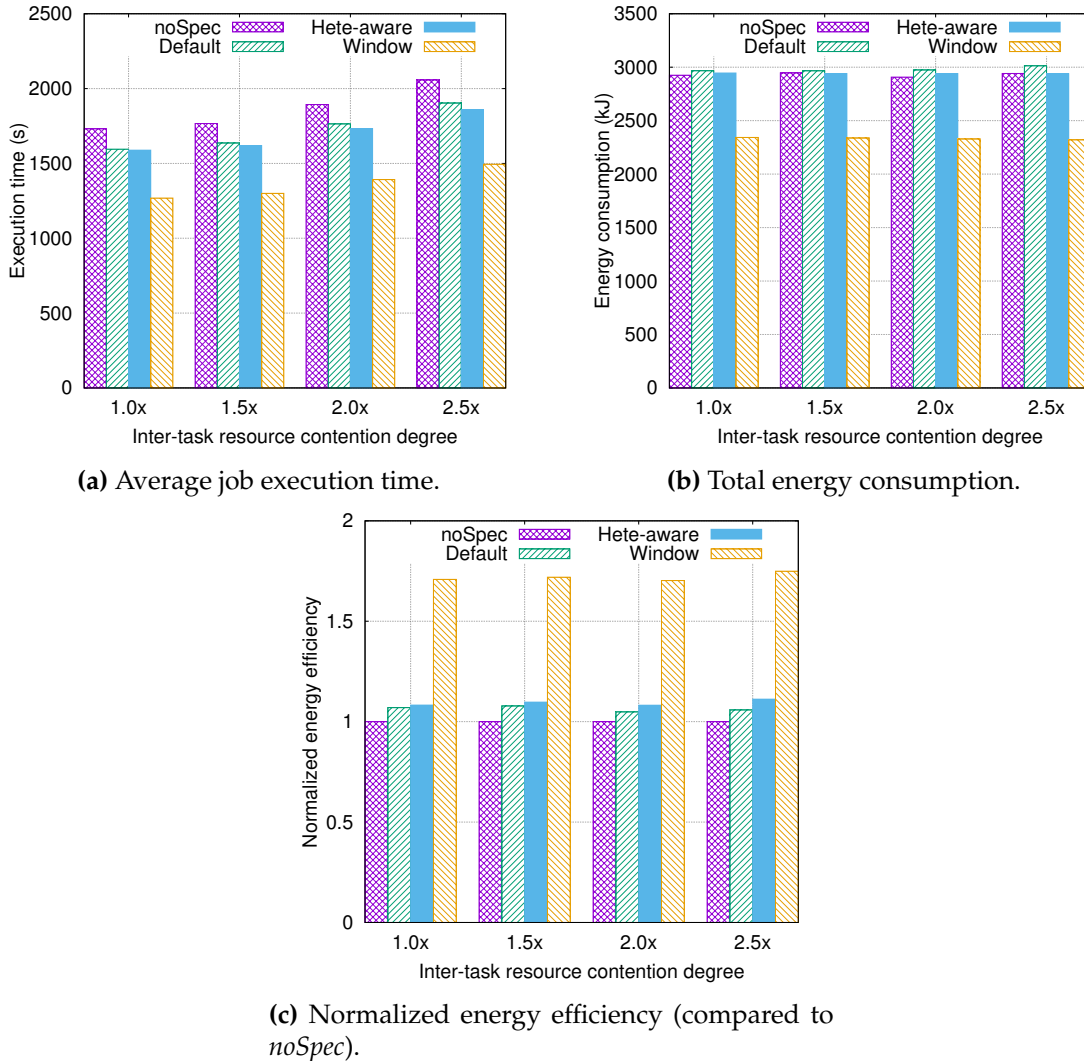 2500
2000
1500
1000
500
0
Execution time (s)
noSpec
Default
Hete-aware
Window
1.0x 1.5x 2.0x 2.5x
Inter-task resource contention degree
(a) Average job execution time.
3500
3000
2500
2000
1500
1000
500
0
Energy consumption (kJ)
noSpec
Default
Hete-aware
Window
1.0x 1.5x 2.0x 2.5x
Inter-task resource contention degree
(b) Total energy consumption.
2
1.5
1
0.5
0
Normalized energy efficiency
noSpec
Default
Hete-aware
Window
1.0x 1.5x 2.0x 2.5x
Inter-task resource contention degree
(c) Normalized energy efficiency (compared to
noSpec).